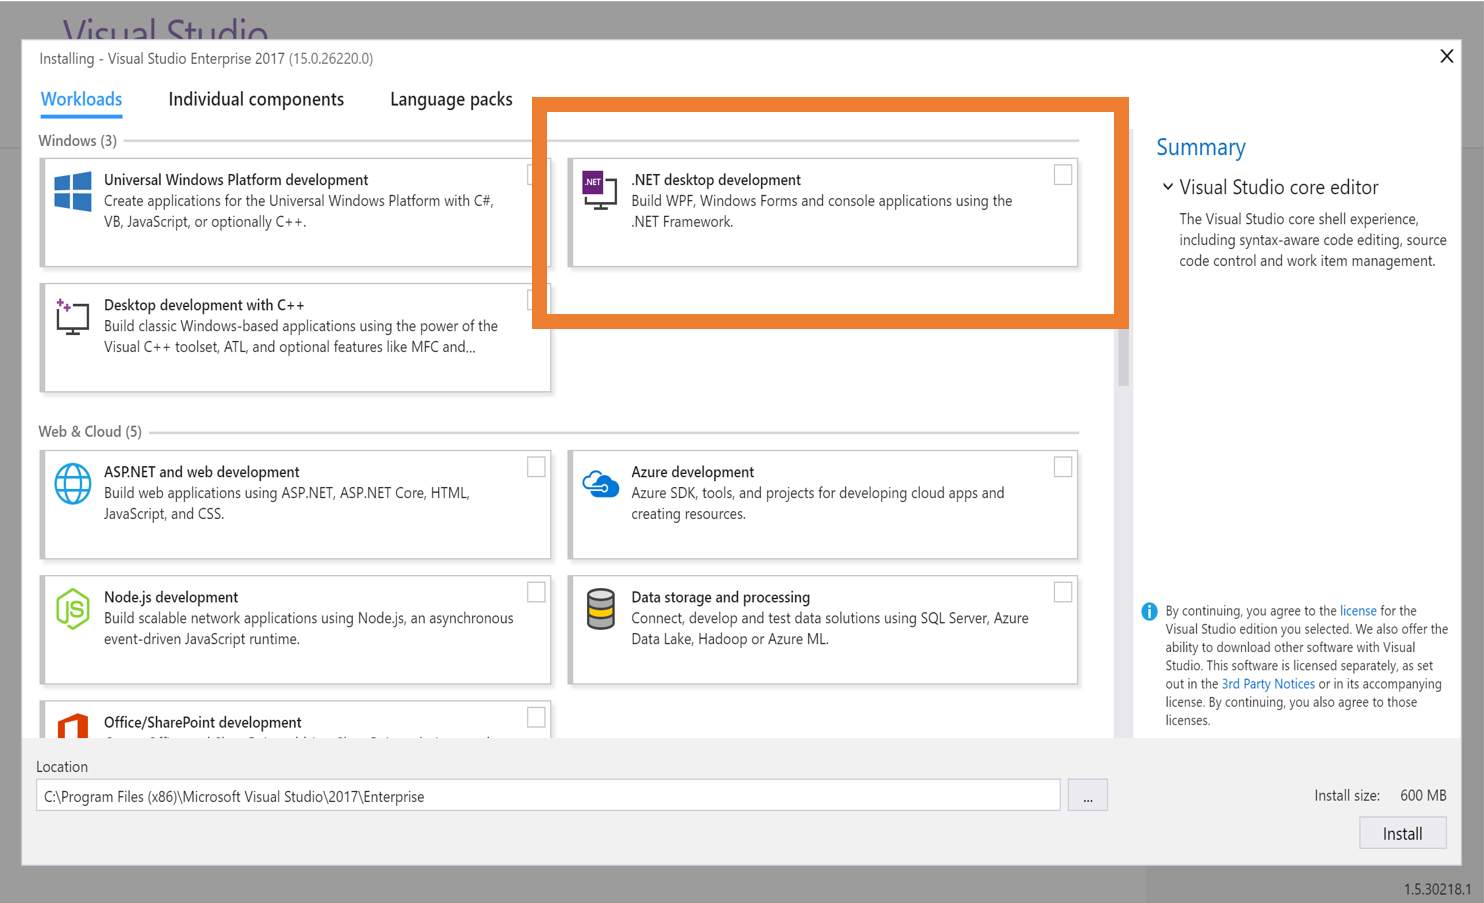 Visual Studio
Installing - Visual Studio Enterprise 2017 (15.0.26220.0)
Workloads
Individual components
Language packs
Windows (3)
Universal Windows Platform development
Create applications for the Universal Windows Platform with C#,
VB, JavaScript, or optionally C++.
.NET
.NET desktop development
Build WPF, Windows Forms and console applications using the
.NET Framework.
Desktop development with C++
Build classic Windows-based applications using the power of the
Visual C++ toolset, ATL, and optional features like MFC and...
Web & Cloud (5)
ASP.NET and web development
Build web applications using ASP.NET, ASP.NET Core, HTML,
JavaScript, and CSS.
Azure development
Azure SDK, tools, and projects for developing cloud apps and
creating resources.
JS
Node.js development
Build scalable network applications using Node.js, an asynchronous
event-driven JavaScript runtime.
Data storage and processing
Connect, develop and test data solutions using SQL Server, Azure
Data Lake, Hadoop or Azure ML.
Office/SharePoint development
Summary
Visual Studio core editor
The Visual Studio core shell experience,
including syntax-aware code editing, source
code control and work item management.
By continuing, you agree to the license for the
Visual Studio edition you selected. We also offer the
ability to download other software with Visual
Studio. This software is licensed separately, as set
out in the 3rd Party Notices or in its accompanying
license. By continuing, you also agree to those
licenses.
Location
C:\Program Files (x86)\Microsoft Visual Studio\2017\Enterprise
...
Install size: 600 MB
Install
1.5.30218.1